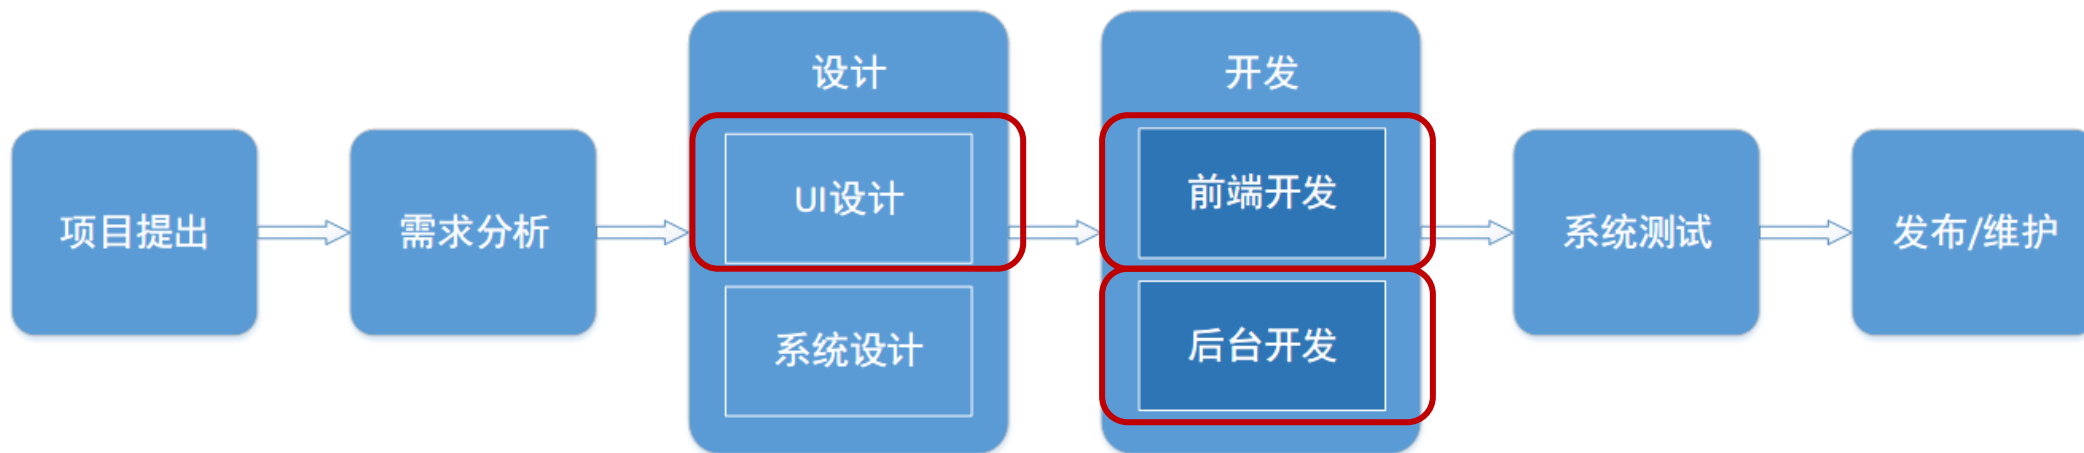 项目提出
需求分析
设计
UI设计
系统设计
开发
前端开发
后台开发
系统测试
发布/维护